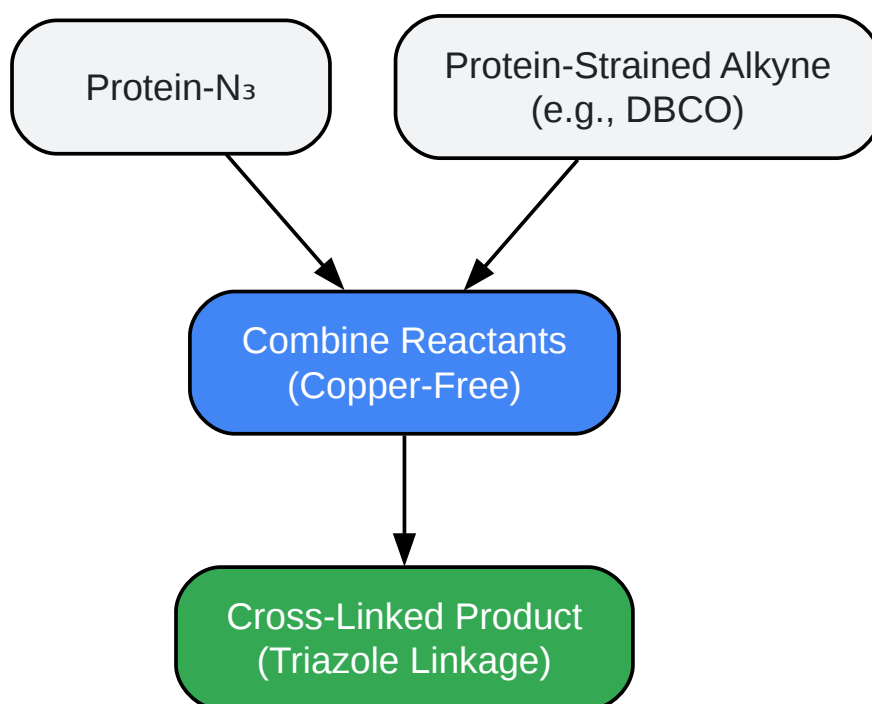 Protein-N₃
Protein-Strained Alkyne
(e.g., DBCO)
Combine Reactants
(Copper-Free)
Cross-Linked Product
(Triazole Linkage)